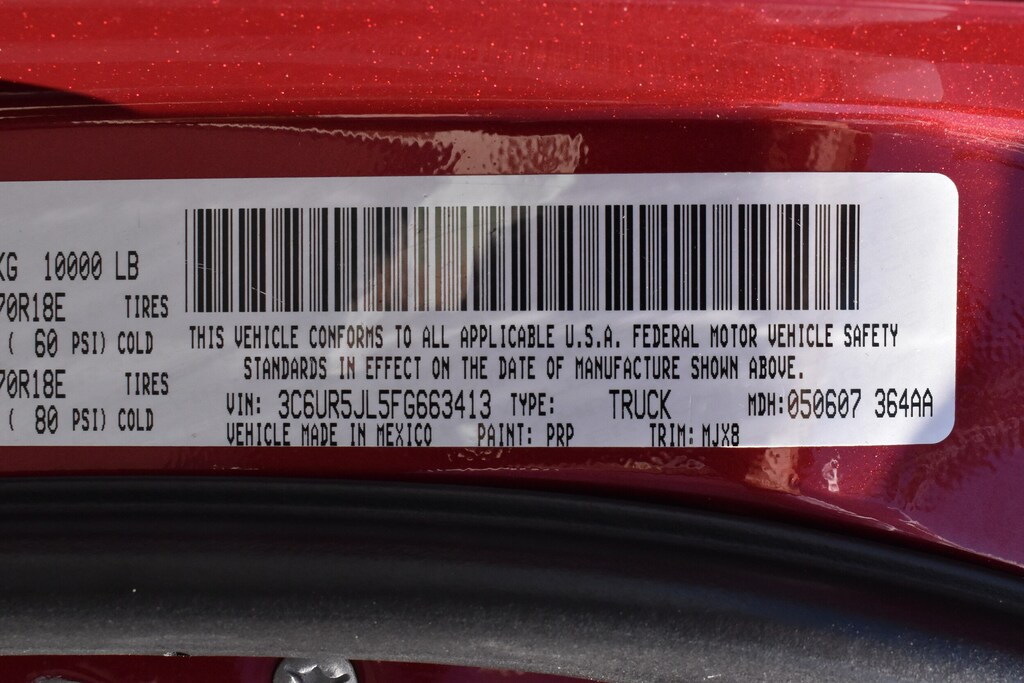 KG 10000 LB
70R18E TIRES
( 60 PSI) COLD
70R18E TIRES
( 80 PSI) COLD
THIS VEHICLE CONFORMS TO ALL APPLICABLE U.S.A. FEDERAL MOTOR VEHICLE SAFETY
STANDARDS IN EFFECT ON THE DATE OF MANUFACTURE SHOWN ABOVE.
VIN: 3C6UR5JL5FG663413 TYPE: TRUCK MDH:050607 364AA
VEHICLE MADE IN MEXICO PAINT: PRP TRIM: MJX8